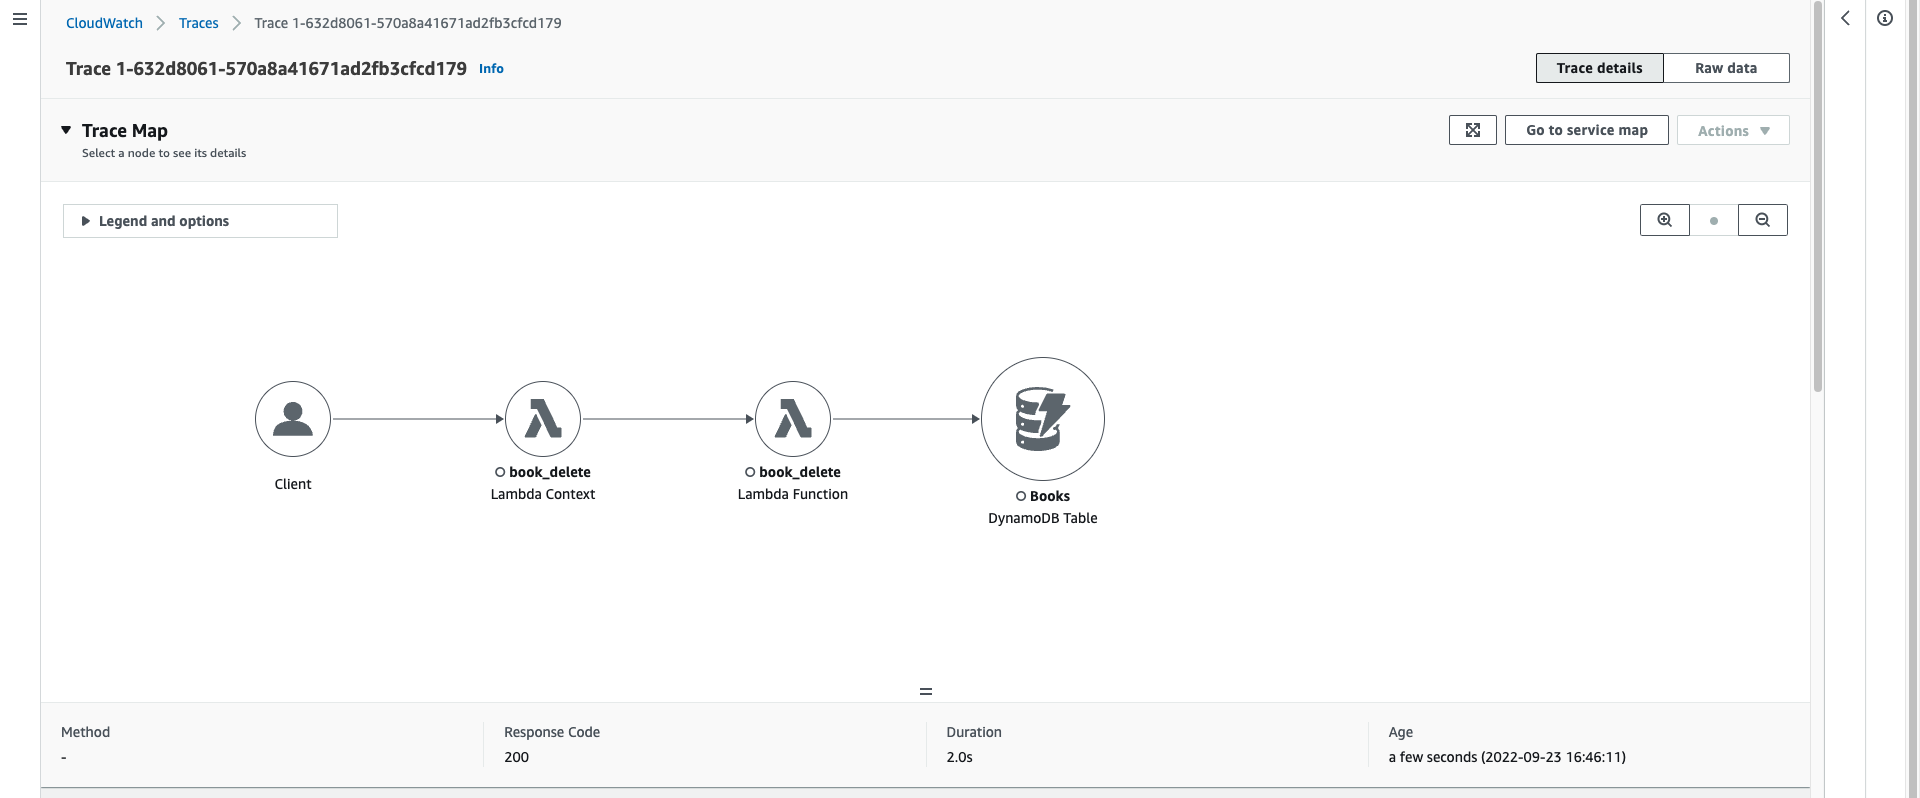 CloudWatch > Traces > Trace 1-632d8061-570a8a41671ad2fb3cfcd179
Trace 1-632d8061-570a8a41671ad2fb3cfcd179 Info
Trace details Raw data
Trace Map
Select a node to see its details
Go to service map Actions
Legend and options
Client
book_delete
Lambda Context
book_delete
Lambda Function
Books
DynamoDB Table
Method
-
Response Code
200
Duration
2.0s
Age
a few seconds (2022-09-23 16:46:11)